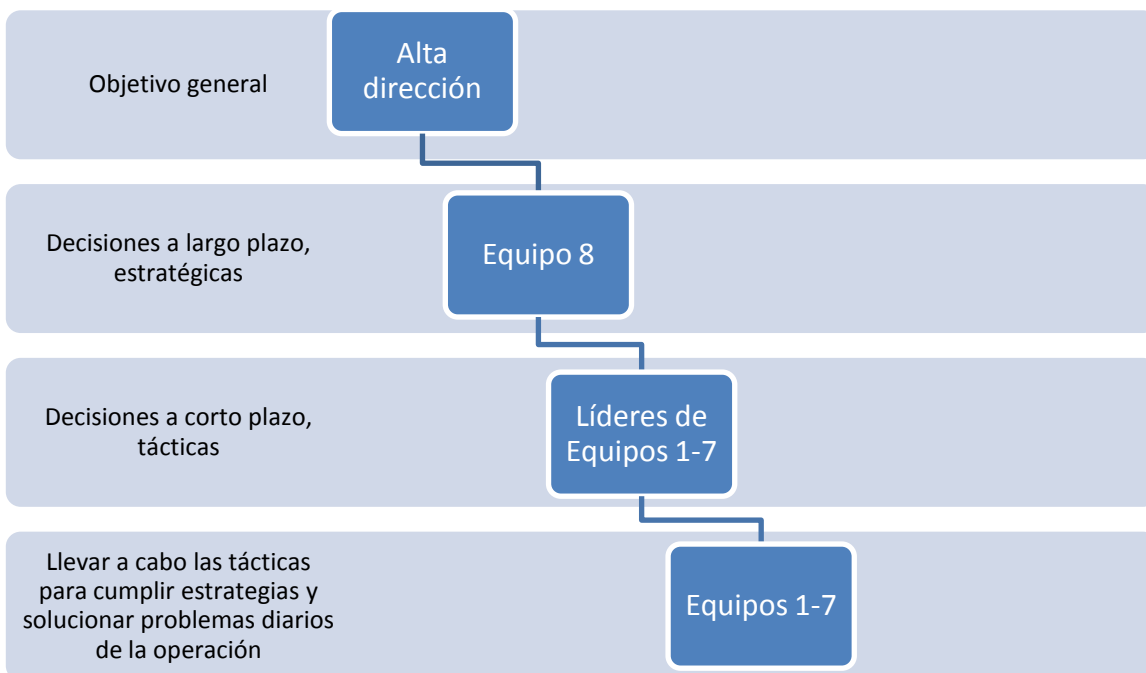 Objetivo general
Alta
dirección
Decisiones a largo plazo,
estratégicas
Equipo 8
Decisiones a corto plazo,
tácticas
Líderes de
Equipos 1-7
Llevar a cabo las tácticas
para cumplir estrategias y
solucionar problemas diarios
de la operación
Equipos 1-7